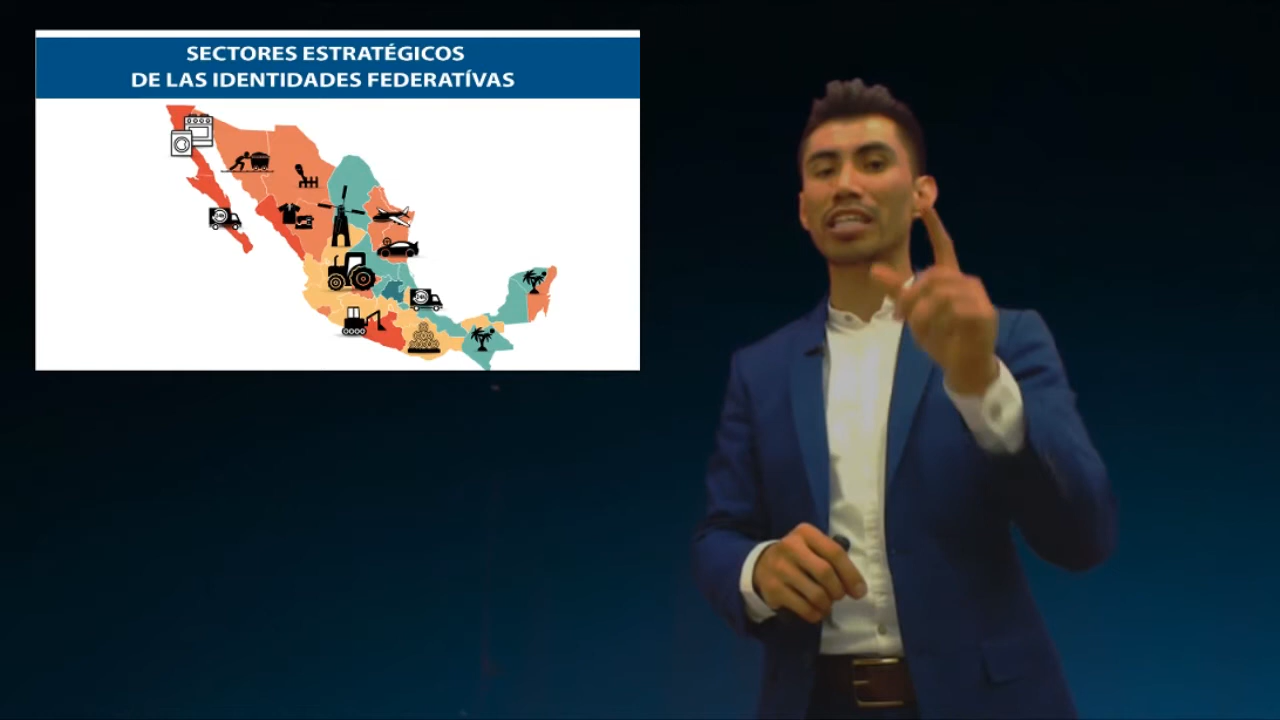 SECTORES ESTRATÉGICOS
DE LAS IDENTIDADES FEDERATÍVAS